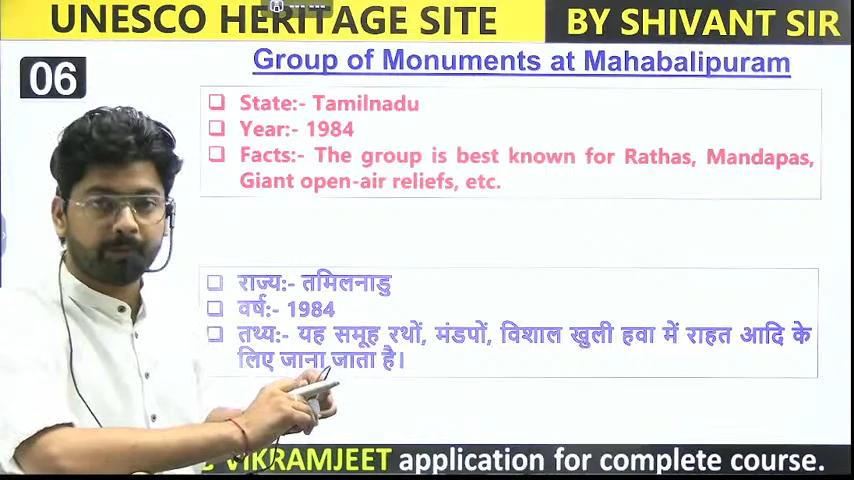 UNESCO HERITAGE SITE
BY SHIVANT SIR
06
Group of Monuments at Mahabalipuram
State:- Tamilnadu
Year:- 1984
Facts:- The group is best known for Rathas, Mandapas,
Giant open-air reliefs, etc.
राज्य:- तमिलनाडु
वर्ष:- 1984
तथ्य:- यह समूह रथों, मंडपों, विशाल खुली हवा में राहत आदि के
लिए जाना जाता है।
VIKRAMJEET application for complete course.